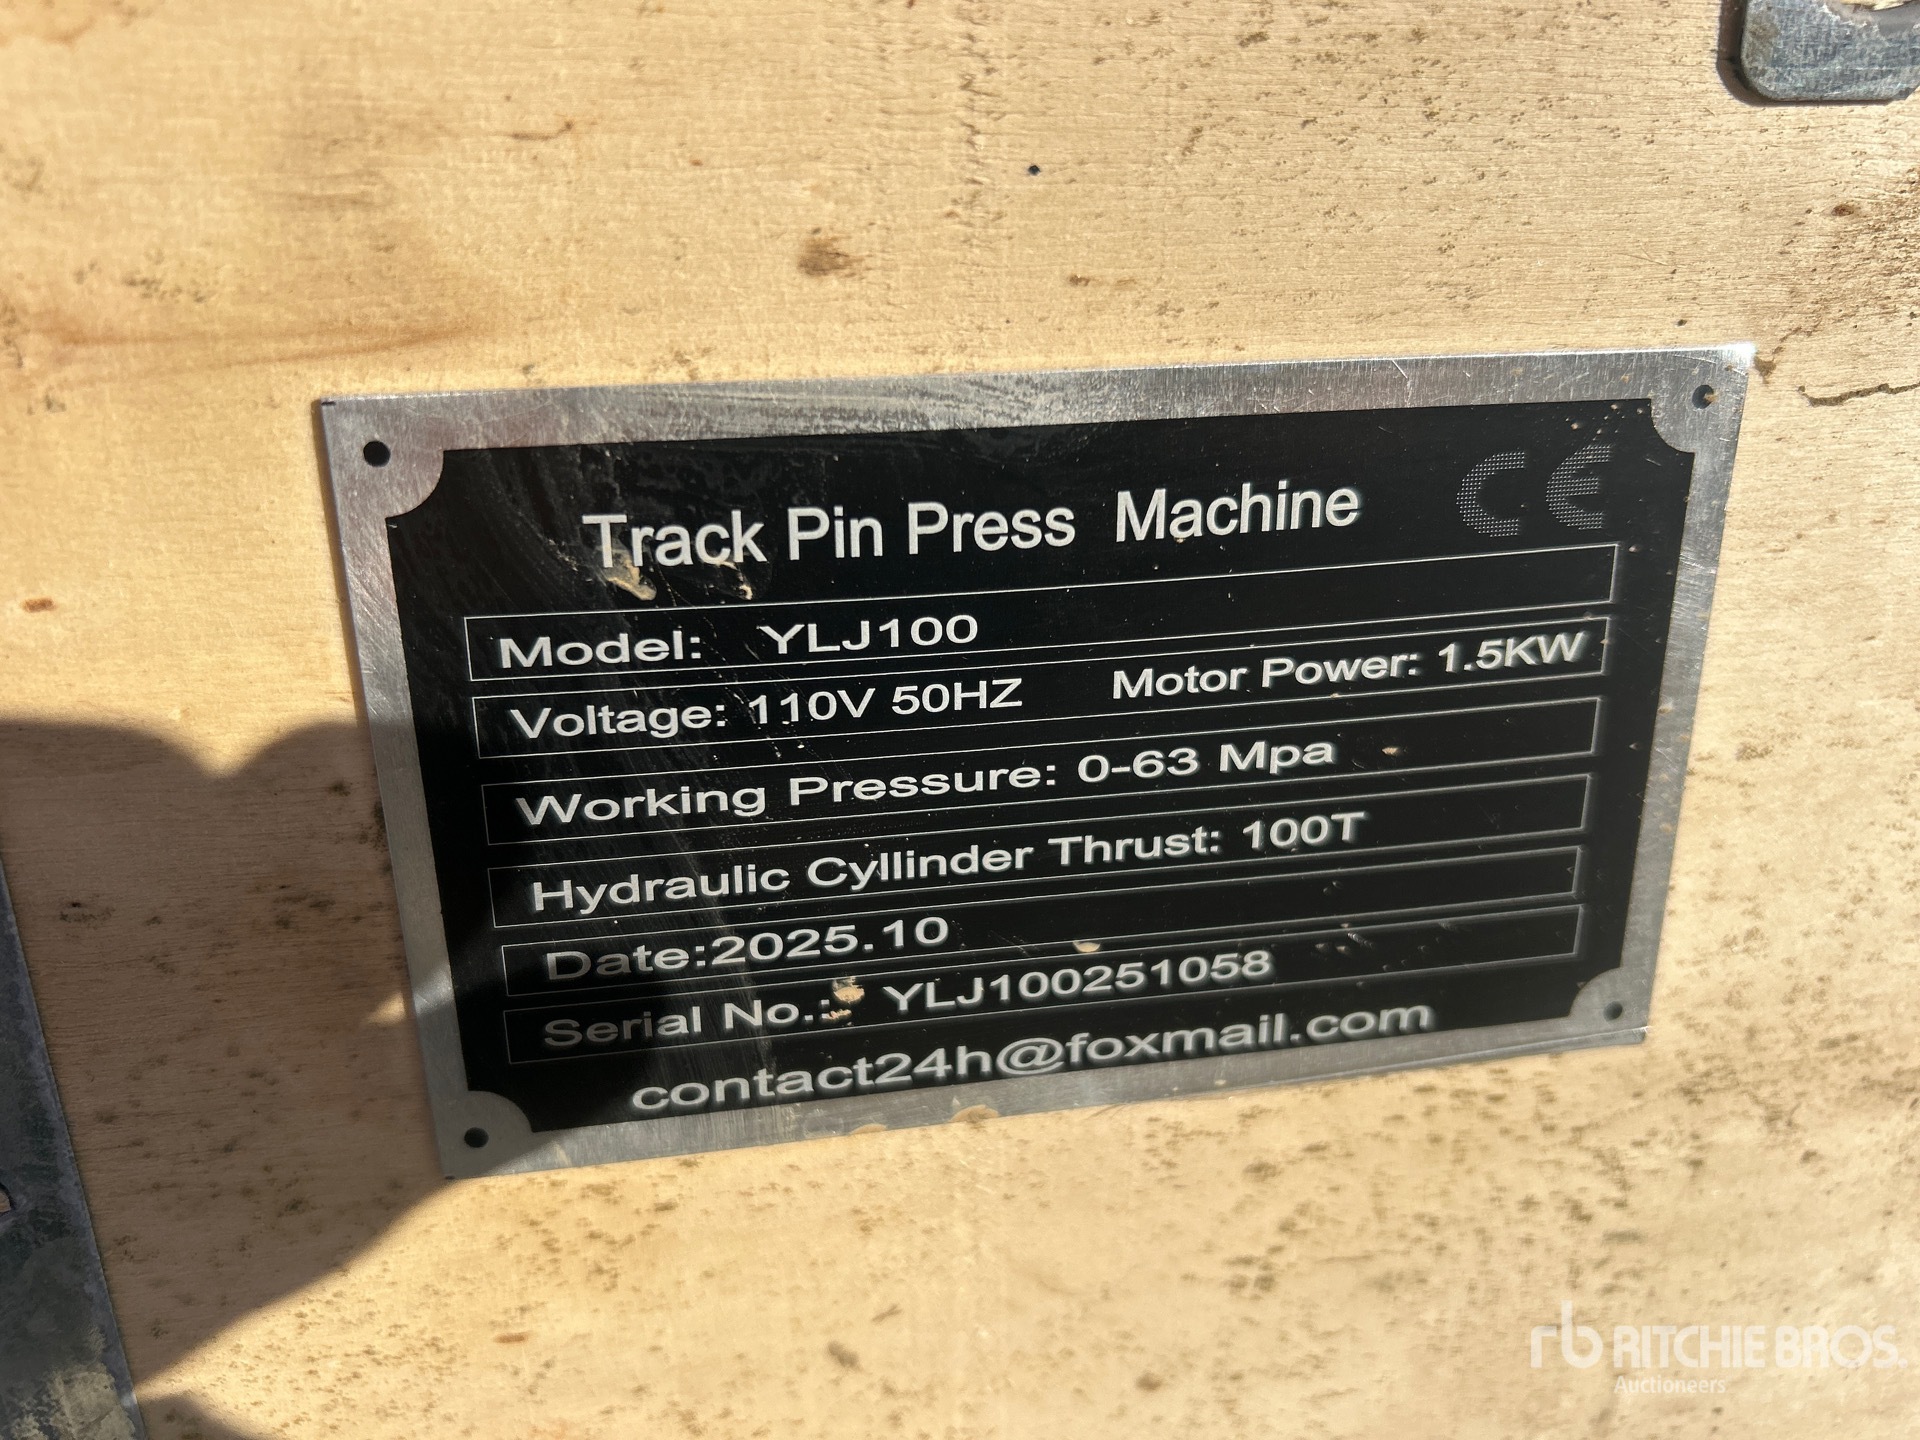 Track Pin Press Machine CE
Model: YLJ100
Voltage: 110V 50HZ Motor Power: 1.5KW
Working Pressure: 0-63 Mpa
Hydraulic Cyllinder Thrust: 100T
Date:2025.10
Serial No.: YLJ100251058
contact24h@foxmail.com
rb RITCHIE BROS.
Auctioneers